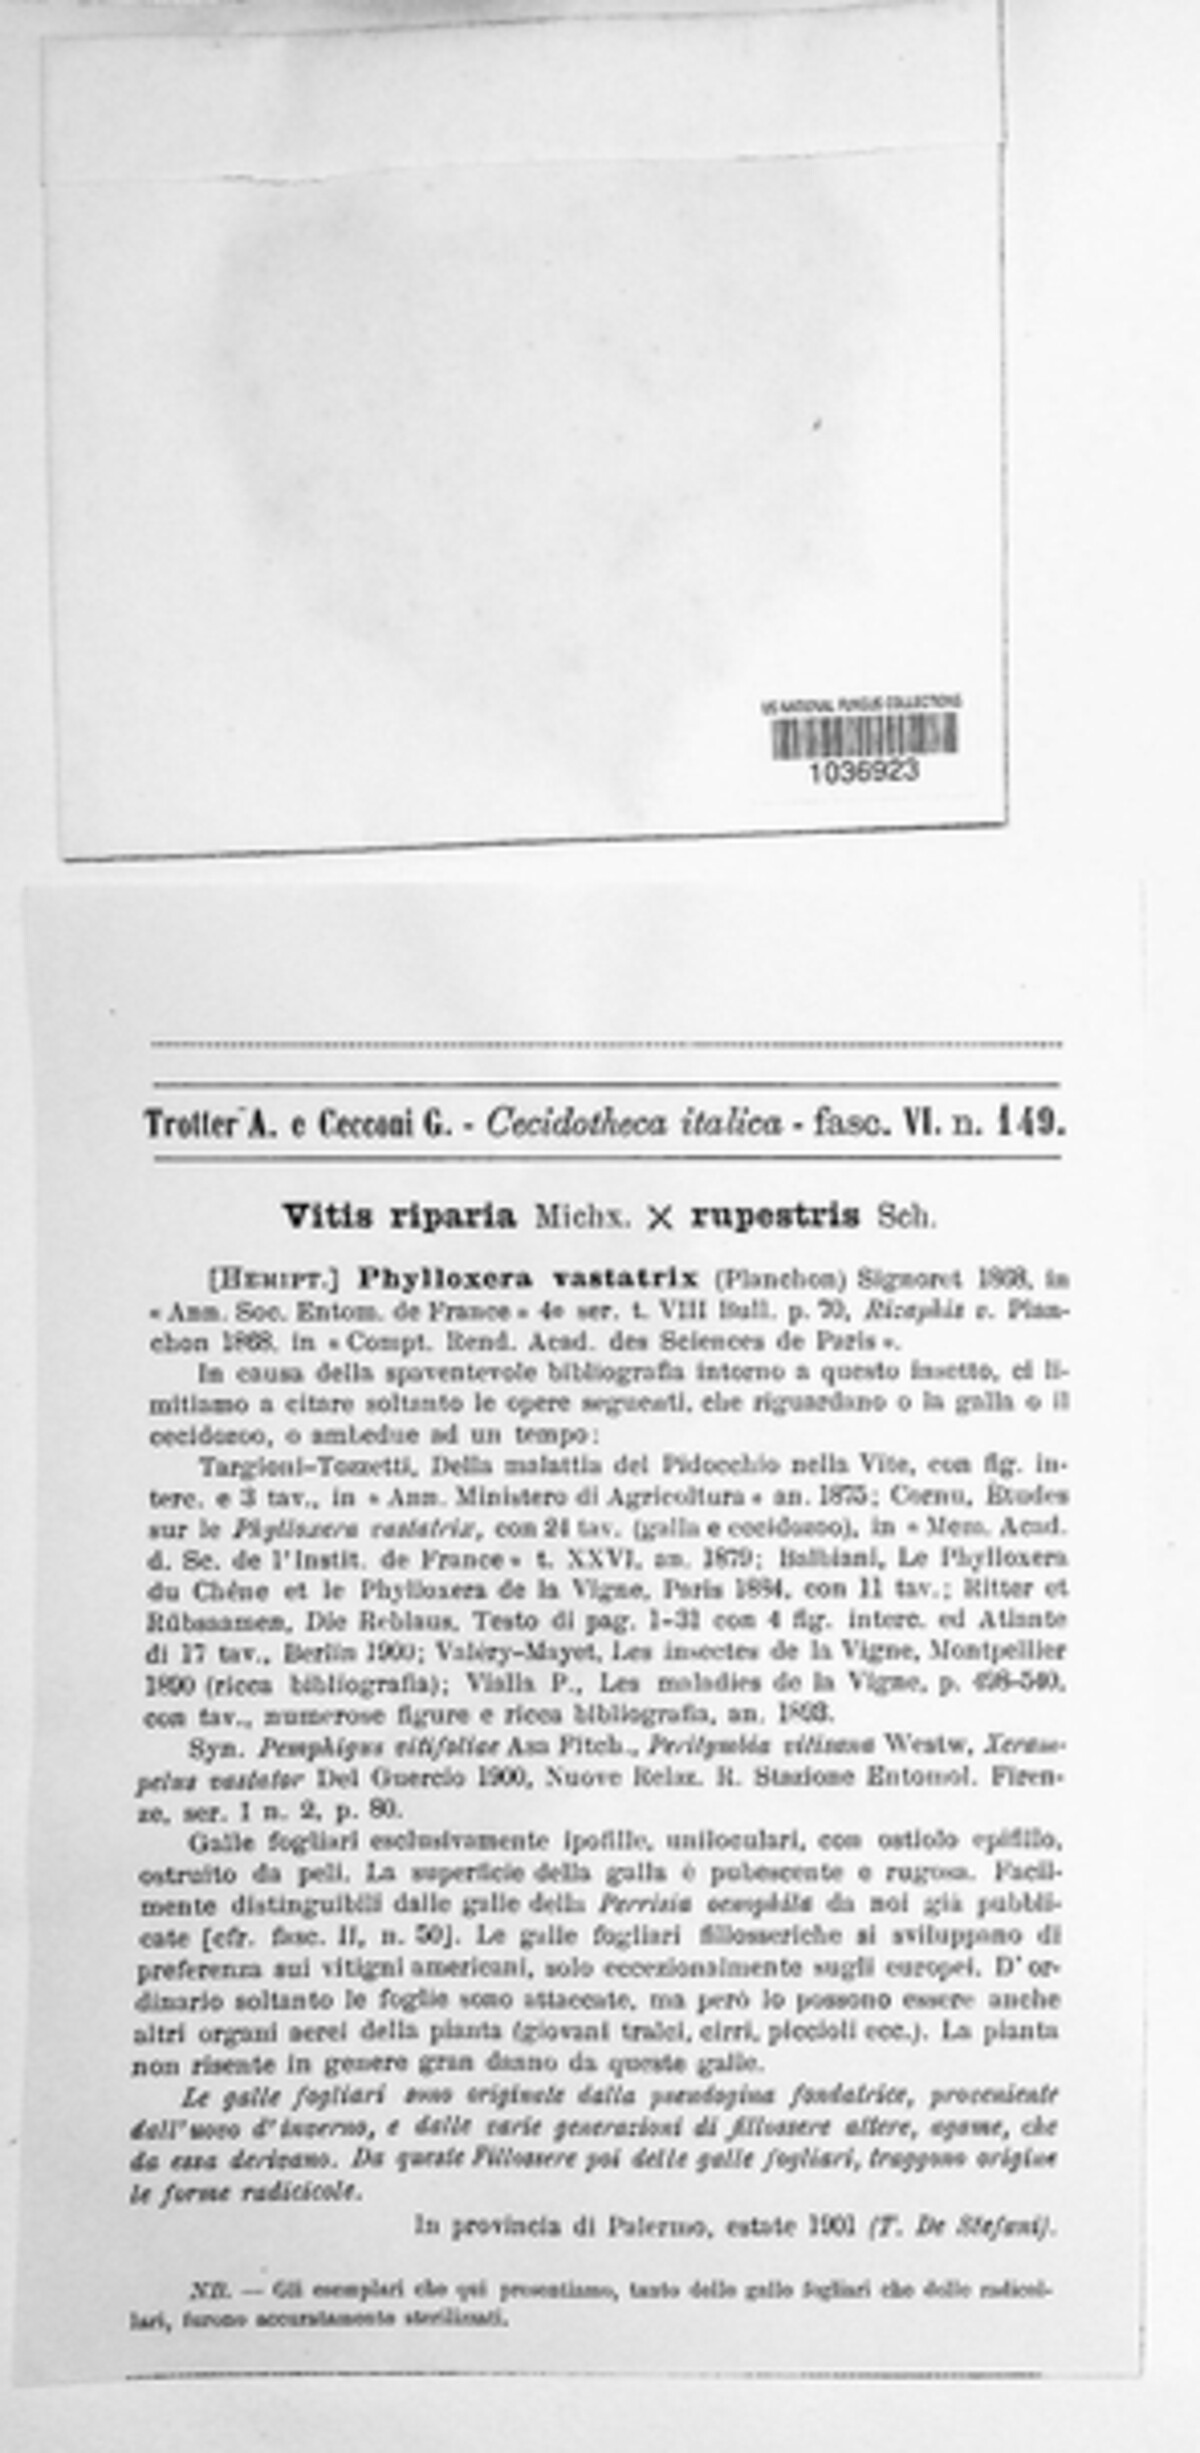 US NATIONAL FUNGUS COLLECTIONS
1036923
Trotter A. e Cecconi G. - Cecidotheca italica - fasc. VI. n. 149.
Vitis riparia Michx. X rupestris Sch.
[HEMIPT.] Phylloxera vastatrix (Planchon) Signoret 1868, in
« Ann. Soc. Entom. de France » 4e ser. t. VIII Bull. p. 70, Rizaphis v. Plan-
chon 1868, in « Compt. Rend. Acad. des Sciences de Paris ».
In causa della spaventevole bibliografia intorno a questo insetto, ci li-
mitiamo a citare soltanto le opere seguenti, che riguardano o la galla o il
cecidozoo, o ambedue ad un tempo:
Targioni-Tozzetti, Della malattia del Pidocchio nella Vite, con fig. in-
terc. e 3 tav., in « Ann. Ministero di Agricoltura » an. 1875; Cornu, Études
sur le Phylloxera vastatrix, con 24 tav. (galla e cecidozoo), in « Mem. Acad.
d. Sc. de l'Instit. de France » t. XXVI, an. 1879; Balbiani, Le Phylloxera
du Chêne et le Phylloxera de la Vigne, Paris 1884, con 11 tav.; Ritter et
Rübsaamen, Die Reblaus, Testo di pag. 1-31 con 4 fig. interc. ed Atlante
di 17 tav., Berlin 1900; Valéry-Mayet, Les insectes de la Vigne, Montpellier
1890 (ricca bibliografia); Vialla P., Les maladies de la Vigne, p. 498-540,
con tav., numerose figure e ricca bibliografia, an. 1893.
Syn. Pemphigus vitifoliae Asa Fitch., Peritymbia vitisana Westw,
vastator Del Guercio 1900, Nuove Relaz. R. Stazione Entomol. Firen-
ze, ser. I n. 2, p. 80.
Galle fogliari esclusivamente ipofille, uniloculari, con ostiolo epifillo,
ostruito da peli. La superficie della galla è pubescente e rugosa. Facil-
mente distinguibili dalle galle della Perrisia oenophila da noi già pubbli-
cate [cfr. fasc. II, n. 50]. Le galle fogliari fillosseriche si sviluppano di
preferenza sui vitigni americani, solo eccezionalmente sugli europei. D'or-
dinario soltanto le foglie sono attaccate, ma però lo possono essere anche
altri organi aerei della pianta (giovani tralci, cirri, piccioli ecc.). La pianta
non risente in genere gran danno da queste galle.
Le galle fogliari sono originate dalla pseudogina fondatrice, proveniente
dall'uovo d'inverno, e dalle varie generazioni di fillossere attere, agame, che
da essa derivano. Da queste Fillossere poi delle galle fogliari, traggono origine
le forme radicicole.
In provincia di Palermo, estate 1901 (T. De Stefani).
NB. — Gli esemplari che qui presentiamo, tanto delle galle fogliari che delle radicel-
lari, furono accuratamente sterilizzati.